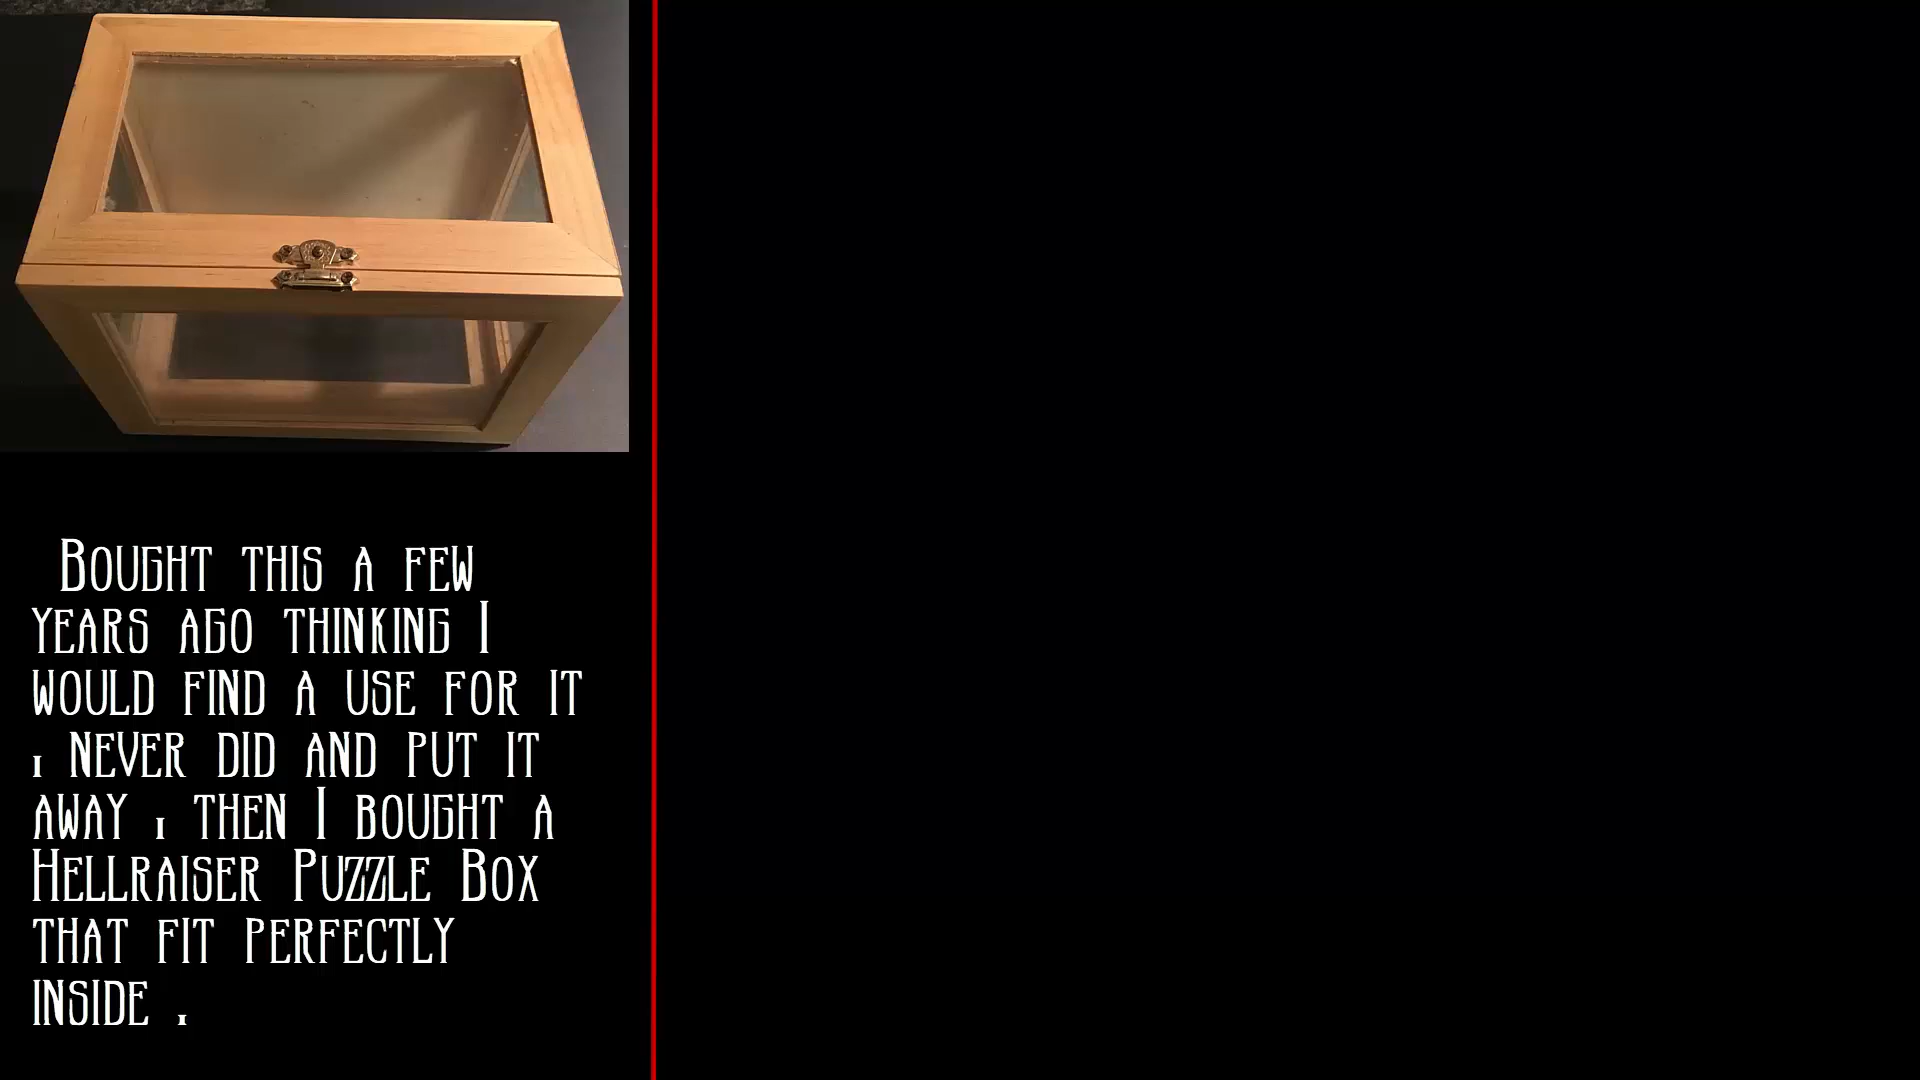 Bought this a few
years ago thinking I
would find a use for it
, never did and put it
away , then I bought a
Hellraiser Puzzle Box
that fit perfectly
inside .